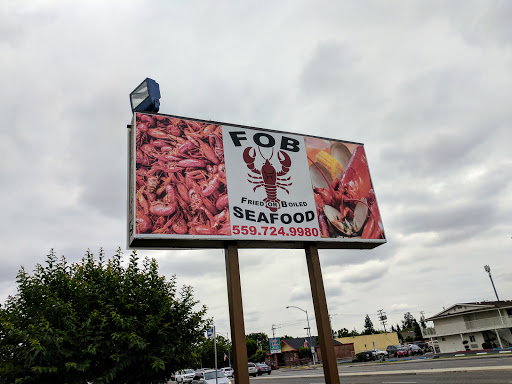 FOB
FRIED OR BOILED
SEAFOOD
559.724.9980